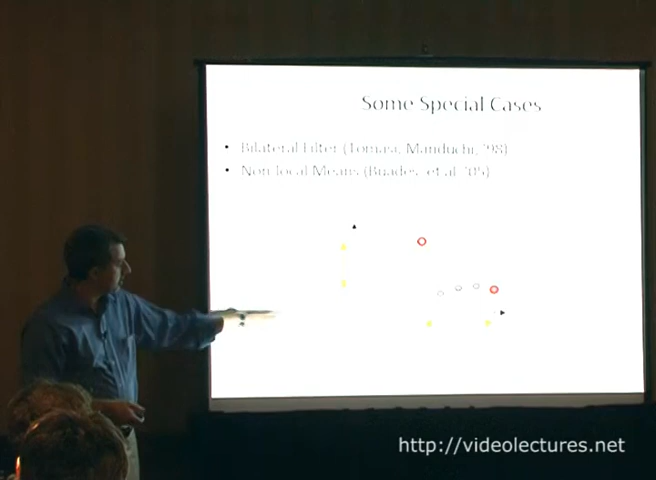 Some Special Cases
• Bilateral Filter (Tomasi, Manduchi, '98)
• Non-local Means (Buades, et al. '05)
http://videolectures.net